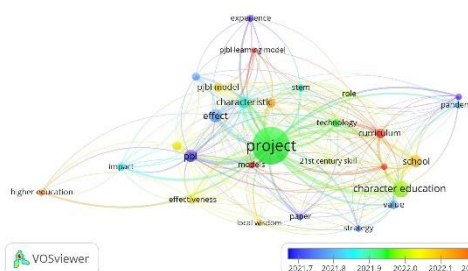 experience
pjbl learning model
pjbl model
stem
characteristic
role
pandem
effect
technology
curriculum
project
pbl
models
21st century skill
school
impact
higher education
character education
effectiveness
value
local wisdom
paper
strategy
VOSviewer
2021.7 2021.8 2021.9 2022.0 2022.1